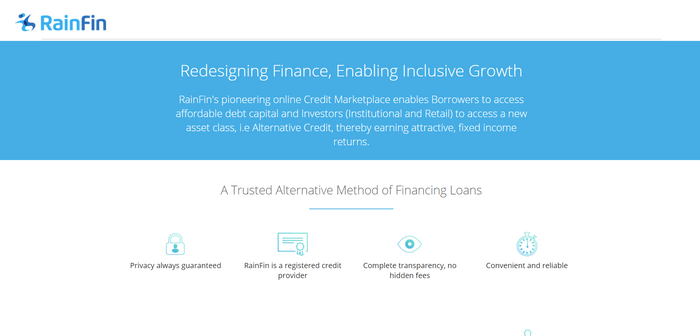 RainFin
Redesigning Finance, Enabling Inclusive Growth
RainFin's pioneering online Credit Marketplace enables Borrowers to access
affordable debt capital and Investors (Institutional and Retail) to access a new
asset class, i.e Alternative Credit, thereby earning attractive, fixed income
returns.
A Trusted Alternative Method of Financing Loans
Privacy always guaranteed
RainFin is a registered credit
provider
Complete transparency, no
hidden fees
Convenient and reliable